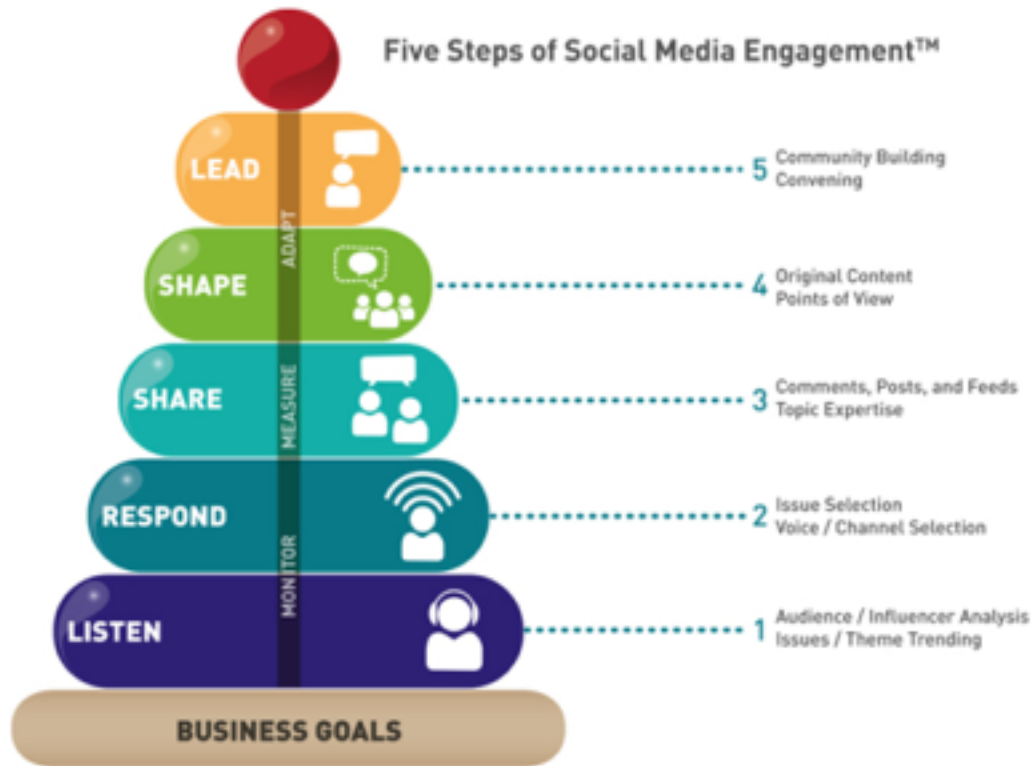 Five Steps of Social Media Engagement™
LEAD
5
Community Building
Convening
ADAPT
SHAPE
4
Original Content
Points of View
SHARE
3
Comments, Posts, and Feeds
Topic Expertise
MEASURE
RESPOND
2
Issue Selection
Voice / Channel Selection
MONITOR
LISTEN
1
Audience / Influencer Analysis
Issues / Theme Trending
BUSINESS GOALS